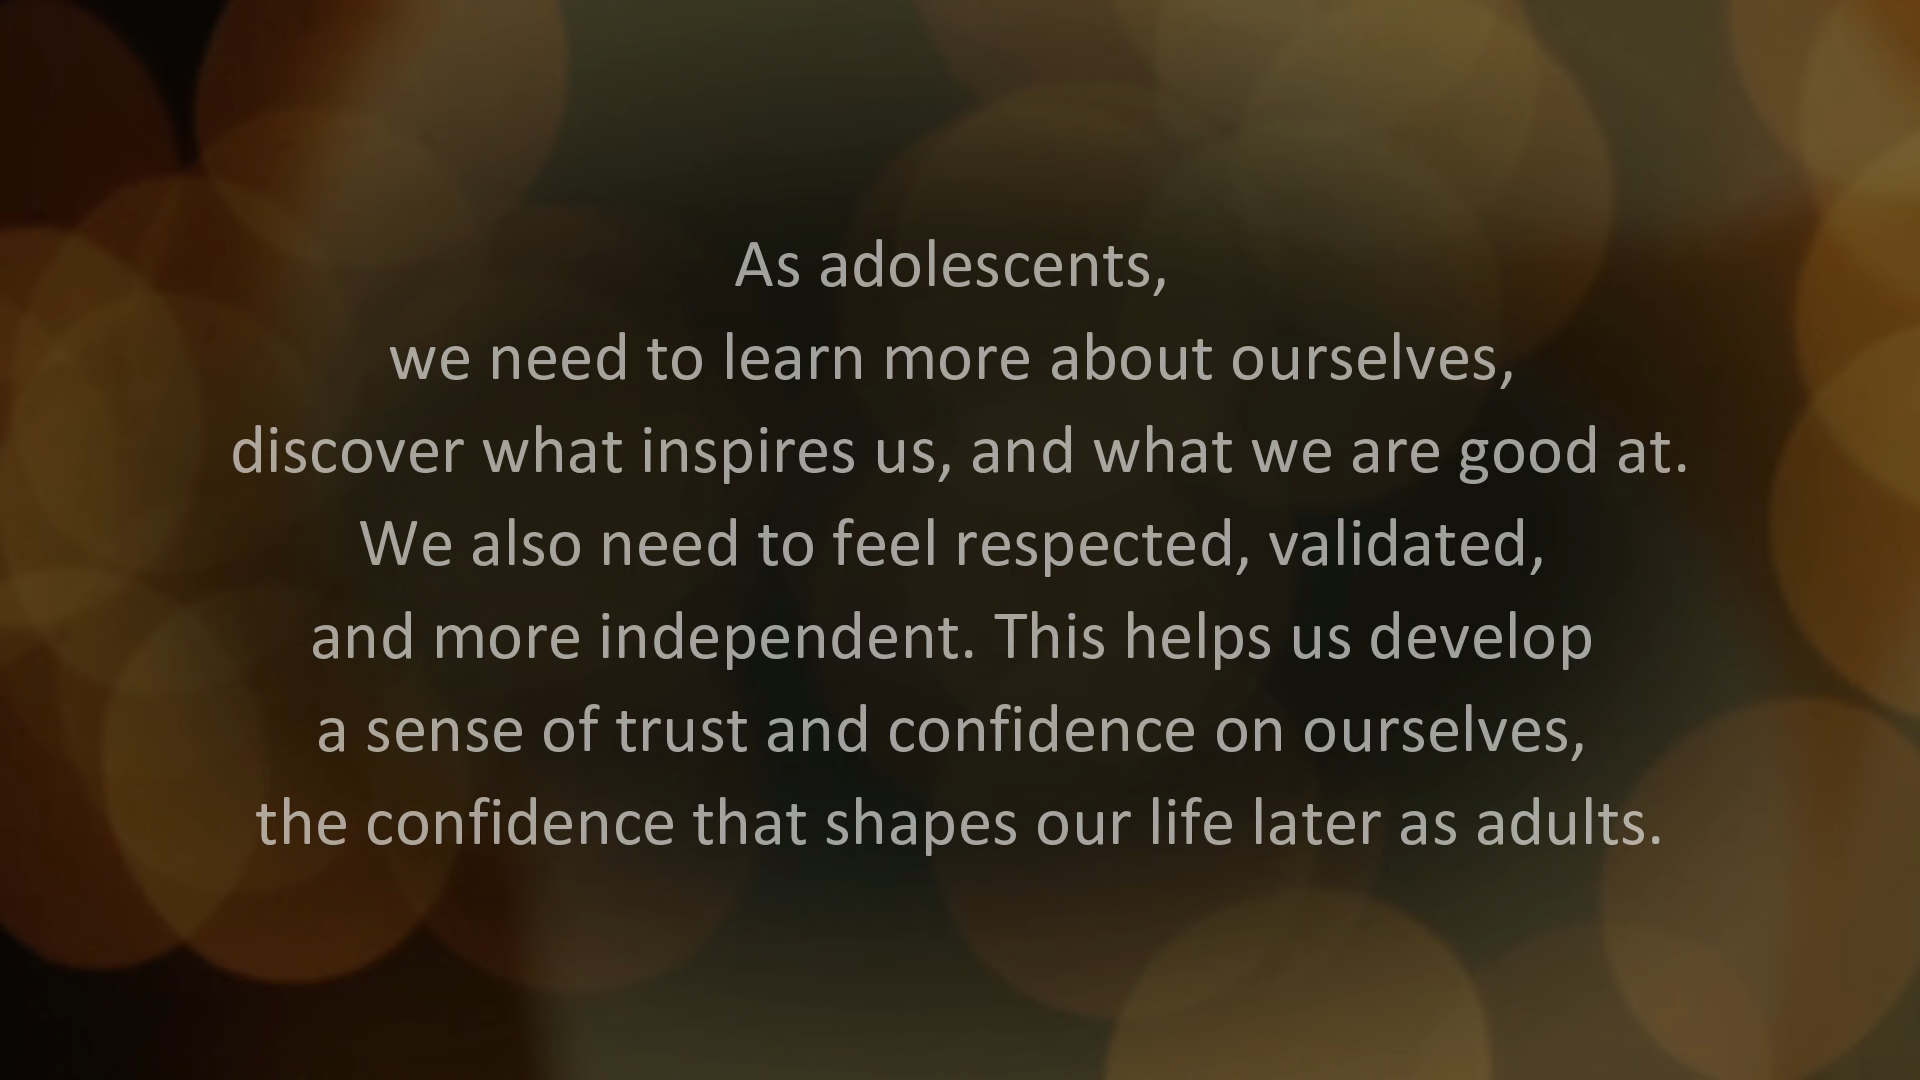 As adolescents,
we need to learn more about ourselves,
discover what inspires us, and what we are good at.
We also need to feel respected, validated,
and more independent. This helps us develop
a sense of trust and confidence on ourselves,
the confidence that shapes our life later as adults.